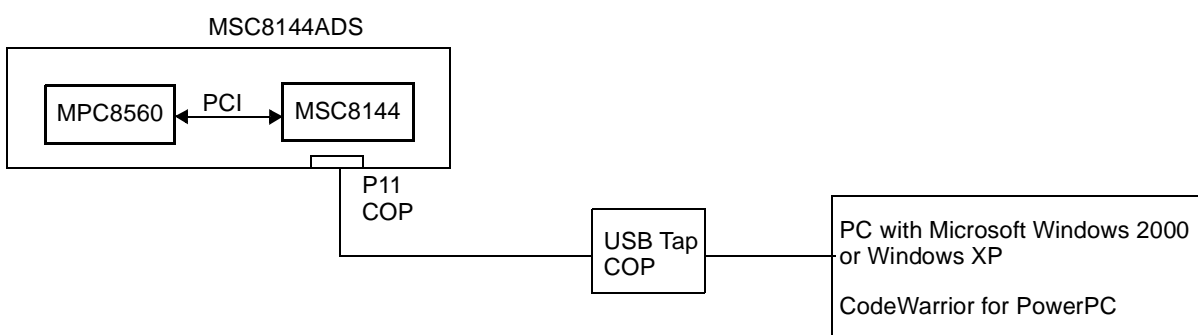 MSC8144ADS
MPC8560
PCI
MSC8144
P11
COP
USB Tap
COP
PC with Microsoft Windows 2000
or Windows XP
CodeWarrior for PowerPC